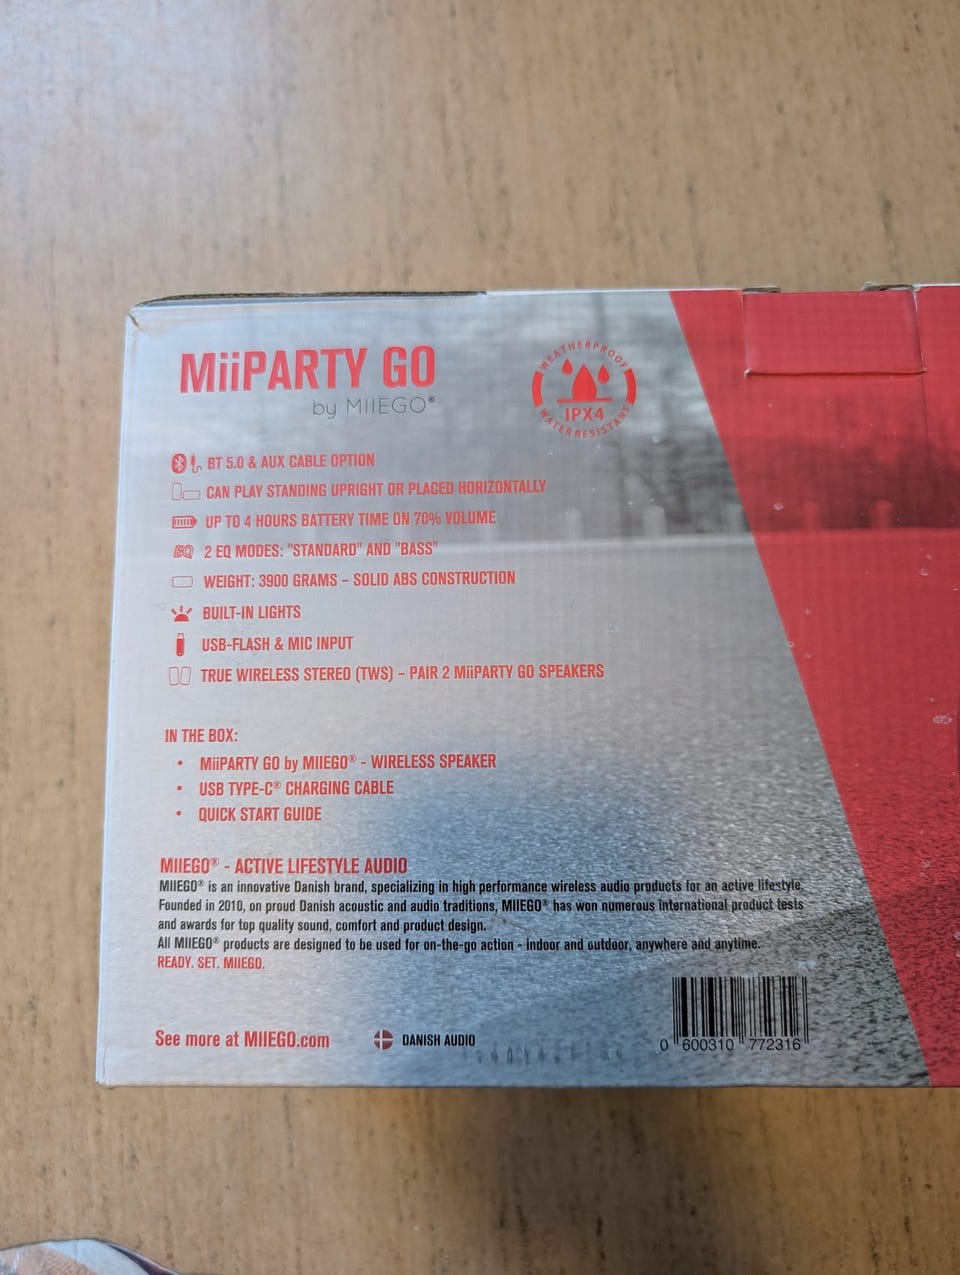 MiiPARTY GO
by MIIEGO®
WEATHERPROOF
IPX4
WATERRESISTANT
BT 5.0 & AUX CABLE OPTION
CAN PLAY STANDING UPRIGHT OR PLACED HORIZONTALLY
UP TO 4 HOURS BATTERY TIME ON 70% VOLUME
EQ 2 EQ MODES: "STANDARD" AND "BASS"
WEIGHT: 3900 GRAMS – SOLID ABS CONSTRUCTION
BUILT-IN LIGHTS
USB-FLASH & MIC INPUT
TRUE WIRELESS STEREO (TWS) – PAIR 2 MiiPARTY GO SPEAKERS
IN THE BOX:
• MiiPARTY GO by MIIEGO® - WIRELESS SPEAKER
• USB TYPE-C® CHARGING CABLE
• QUICK START GUIDE
MIIEGO® - ACTIVE LIFESTYLE AUDIO
MIIEGO® is an innovative Danish brand, specializing in high performance wireless audio products for an active lifestyle.
Founded in 2010, on proud Danish acoustic and audio traditions, MIIEGO® has won numerous International product tests
and awards for top quality sound, comfort and product design.
All MIIEGO® products are designed to be used for on-the-go action - indoor and outdoor, anywhere and anytime.
READY. SET. MIIEGO.
See more at MIIEGO.com
DANISH AUDIO
0 600310 772316